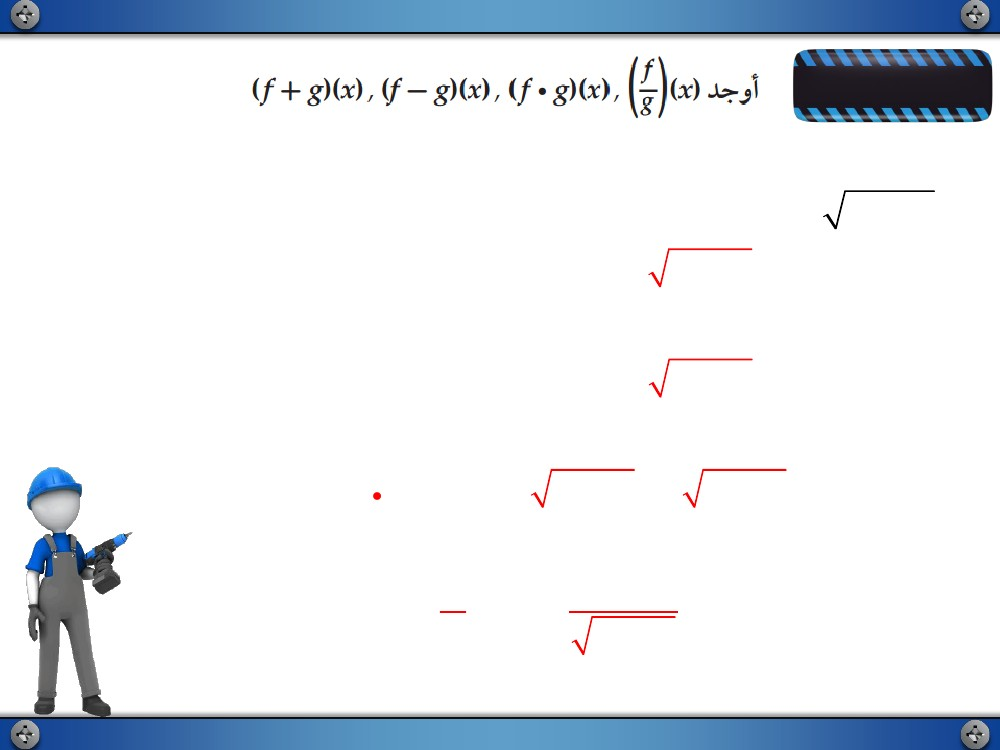 أوجد (f + g)(x) , (f − g)(x) , (f • g)(x) , (f/g)(x)
√
√
√
• √ √
√